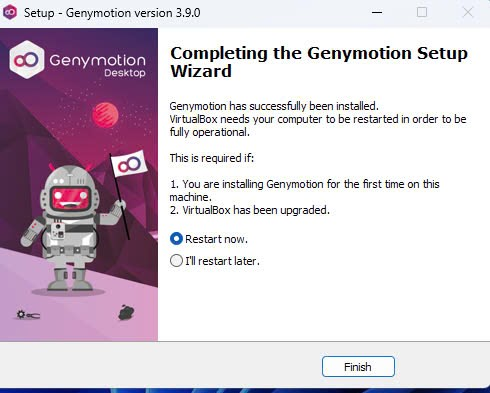 Setup - Genymotion version 3.9.0
Genymotion
Desktop
Completing the Genymotion Setup
Wizard
Genymotion has successfully been installed.
VirtualBox needs your computer to be restarted in order to be
fully operational.
This is required if:
1. You are installing Genymotion for the first time on this
machine.
2. VirtualBox has been upgraded.
Restart now.
I'll restart later.
Finish